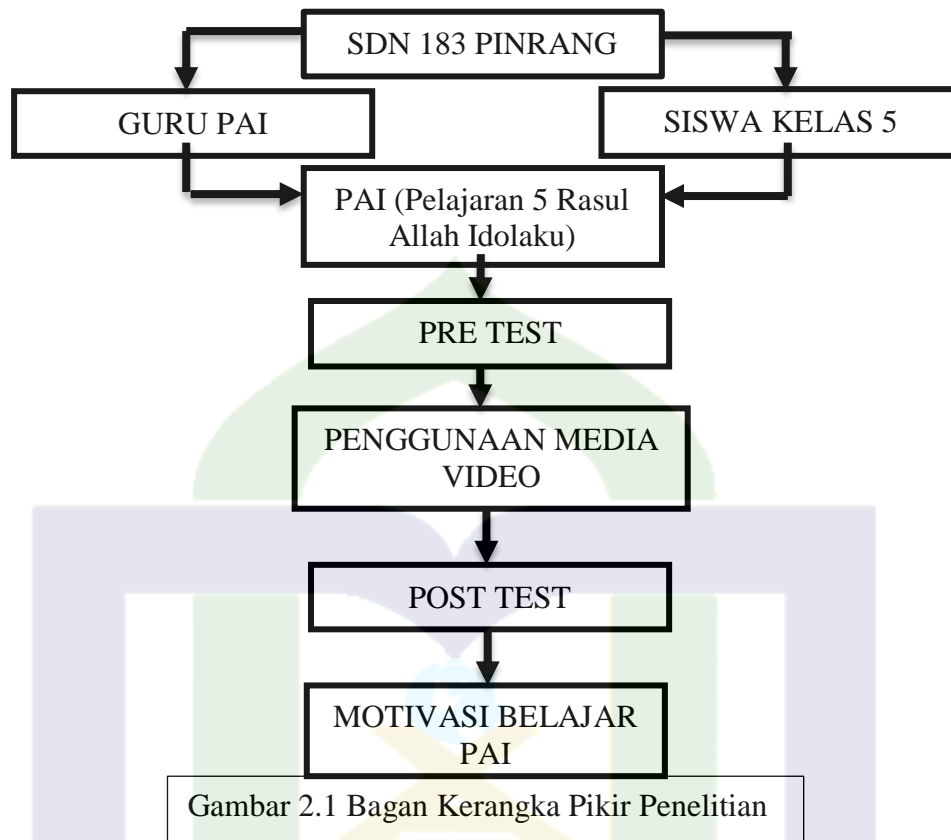 SDN 183 PINRANG
GURU PAI
SISWA KELAS 5
PAI (Pelajaran 5 Rasul
Allah Idolaku)
PRE TEST
PENGGUNAAN MEDIA
VIDEO
POST TEST
MOTIVASI BELAJAR
PAI
Gambar 2.1 Bagan Kerangka Pikir Penelitian